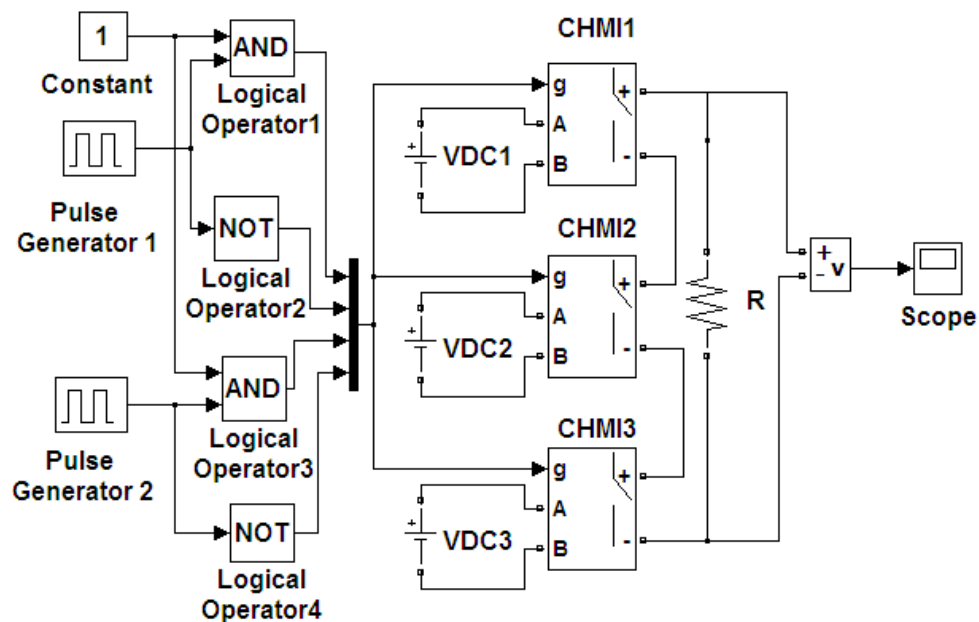 1
Constant
AND
Logical
Operator1
Pulse
Generator 1
NOT
Logical
Operator2
AND
Logical
Operator3
Pulse
Generator 2
NOT
Logical
Operator4
CHMI1
g
A
B
+
-
+
VDC1
CHMI2
g
A
B
+
-
+
VDC2
CHMI3
g
A
B
+
-
+
VDC3
R
+
-
v
Scope